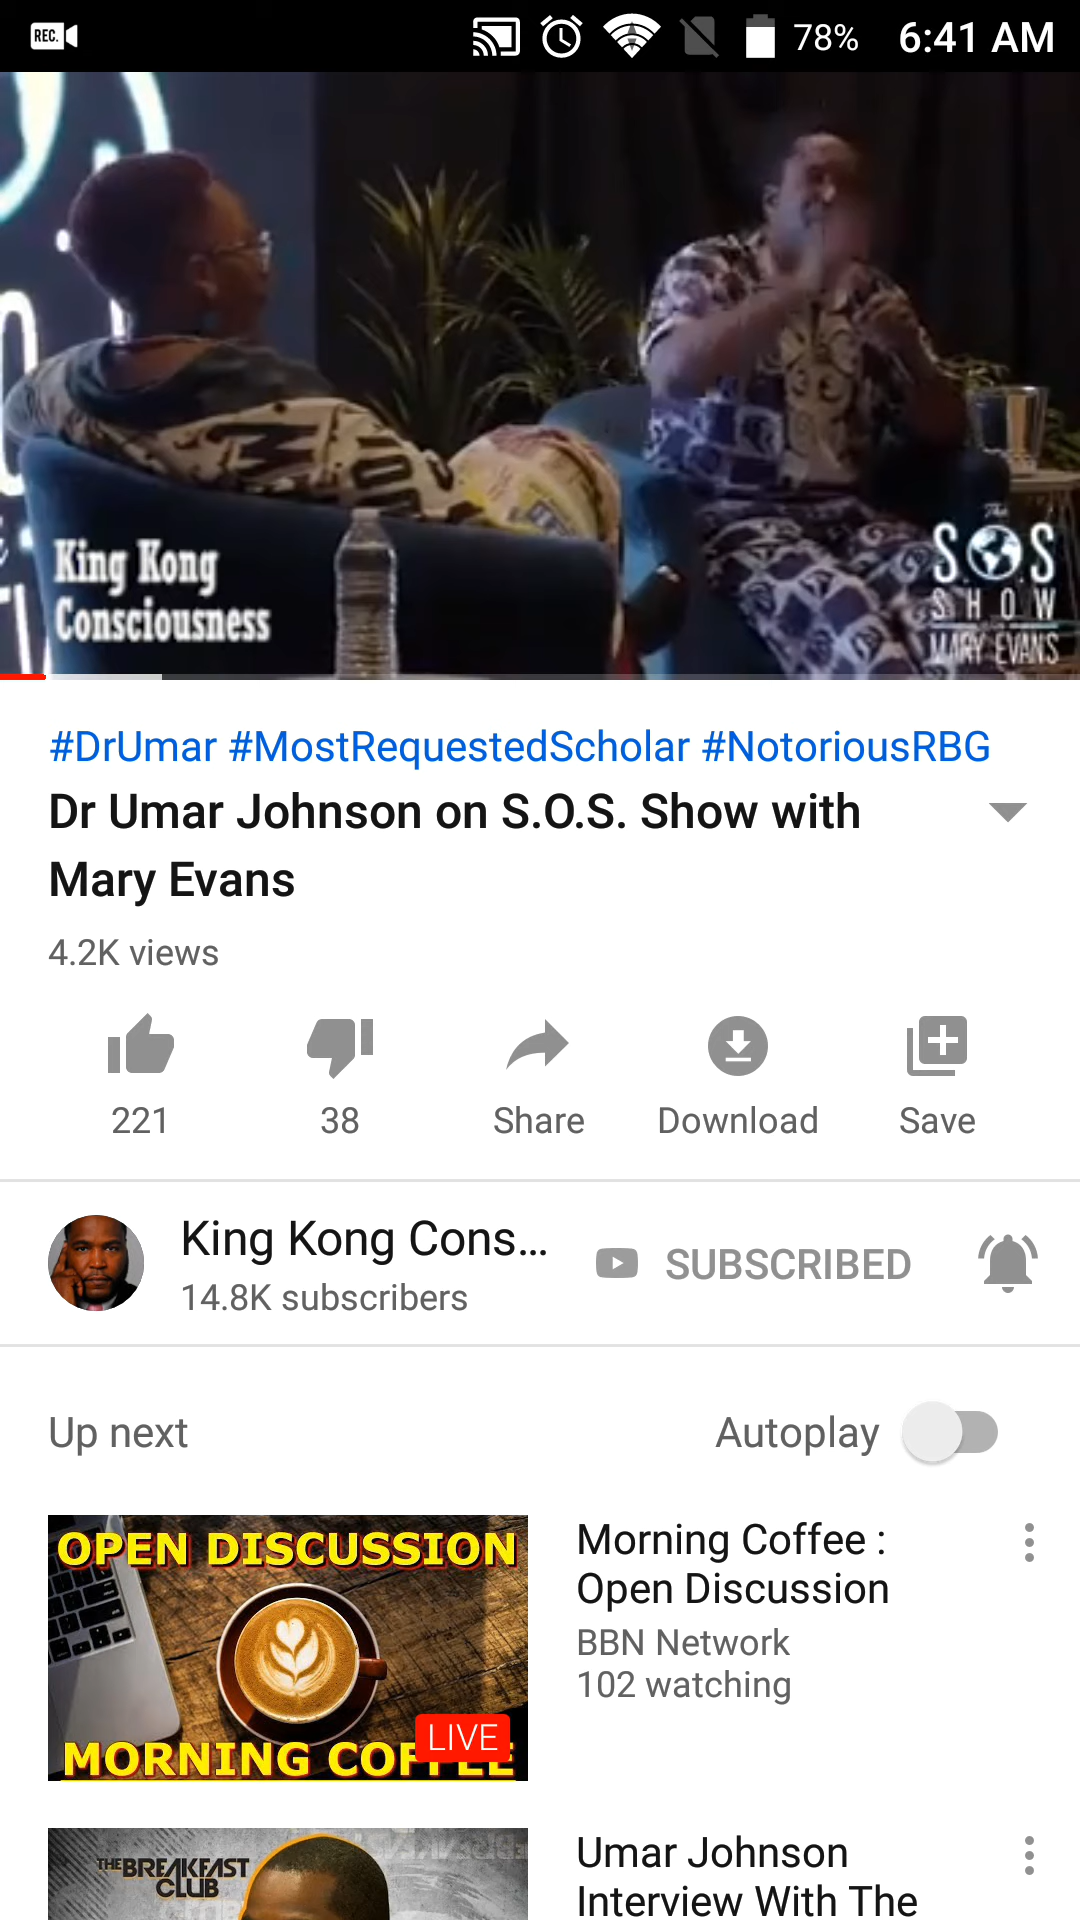 REC.
78%
6:41 AM
King Kong
Consciousness
The
S.O.S
SHOW
MARY EVANS
#DrUmar #MostRequestedScholar #NotoriousRBG
Dr Umar Johnson on S.O.S. Show with
Mary Evans
4.2K views
221
38
Share
Download
Save
King Kong Cons...
14.8K subscribers
SUBSCRIBED
Up next
Autoplay
OPEN DISCUSSION
LIVE
MORNING COFFEE
Morning Coffee :
Open Discussion
BBN Network
102 watching
THE BREAKFAST
CLUB
Umar Johnson
Interview With The